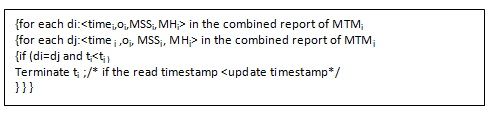 {for each di:<timeᵢ,oᵢ,MSSᵢ,MHᵢ> in the combined report of MTMᵢ
{for each dj:<timeⱼ ,oⱼ, MSSⱼ, MHⱼ> in the combined report of MTMⱼ
{if (di=dj and tᵢ<tⱼ)
Terminate tᵢ ;/* if the read timestamp <update timestamp*/
} } }